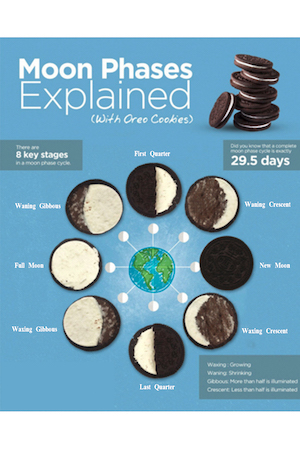 Moon Phases
Explained
(With Oreo Cookies)
There are
8 key stages
in a moon phase cycle.
Did you know that a complete
moon phase cycle is exactly
29.5 days
First Quarter
Waning Gibbous
Waning Crescent
Full Moon
New Moon
Waxing Gibbous
Waxing Crescent
Last Quarter
Waxing : Growing
Waning: Shrinking
Gibbous: More than half is illuminated
Crescent: Less than half is illuminated